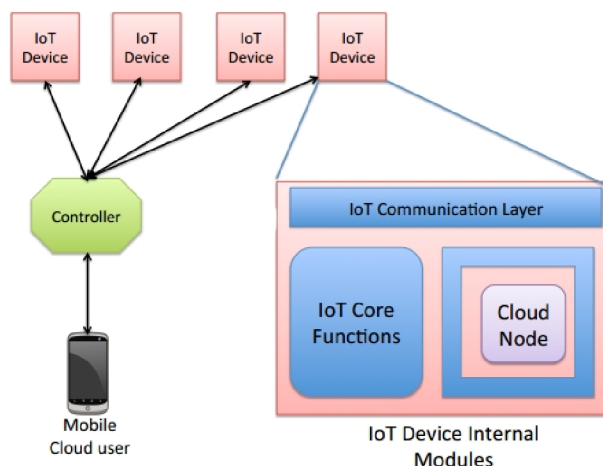 IoT
Device
IoT
Device
IoT
Device
IoT
Device
Controller
Mobile
Cloud user
IoT Communication Layer
IoT Core
Functions
Cloud
Node
IoT Device Internal
Modules